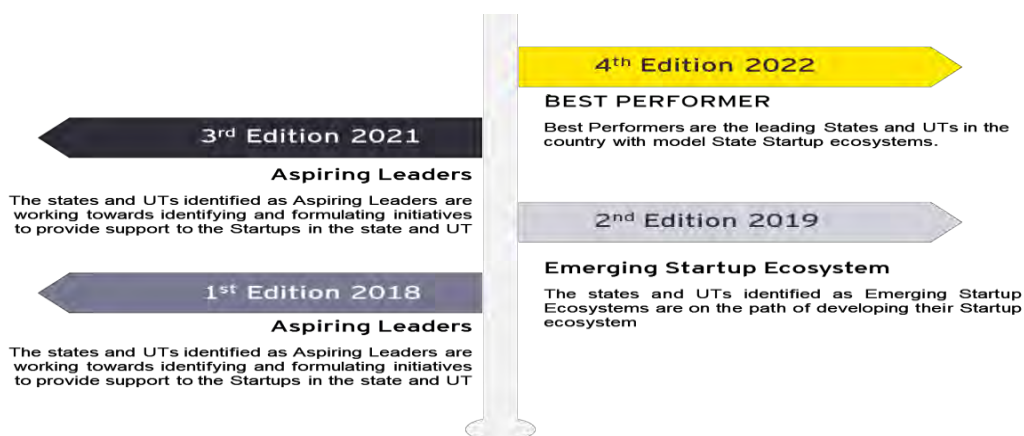 4th Edition 2022
BEST PERFORMER
Best Performers are the leading States and UTs in the
country with model State Startup ecosystems.
3rd Edition 2021
Aspiring Leaders
The states and UTs identified as Aspiring Leaders are
working towards identifying and formulating initiatives
to provide support to the Startups in the state and UT
2nd Edition 2019
Emerging Startup Ecosystem
The states and UTs identified as Emerging Startup
Ecosystems are on the path of developing their Startup
ecosystem
1st Edition 2018
Aspiring Leaders
The states and UTs identified as Aspiring Leaders are
working towards identifying and formulating initiatives
to provide support to the Startups in the state and UT